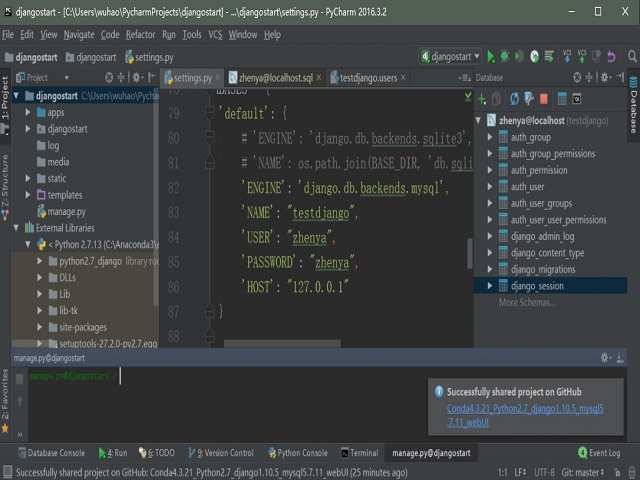 djangostart - [C:\Users\wuhao\PycharmProjects\djangostart] - ...\djangostart\settings.py - PyCharm 2016.3.2
File Edit View Navigate Code Refactor Run Tools VCS Window Help
djangostart djangostart settings.py djangostart
Project settings.py zhenya@localhost.sql testdjango.users Database
djangostart C:\Users\wuhao\PycharmP
apps
djangostart
log
media
static
templates
manage.py
External Libraries
< Python 2.7.13 (C:\Anaconda3\e
python2.7_django library roo
DLLs
Lib
lib-tk
site-packages
setuptools-27.2.0-py2.7.egg
79 'default': {
80 # 'ENGINE': 'django.db.backends.sqlite3',
81 # 'NAME': os.path.join(BASE_DIR, 'db.sqli
82 'ENGINE': 'django.db.backends.mysql',
83 'NAME': "testdjango",
84 'USER': "zhenya",
85 'PASSWORD': "zhenya",
86 'HOST': "127.0.0.1"
87 }
88
zhenya@localhost (testdjango)
auth_group
auth_group_permissions
auth_permission
auth_user
auth_user_groups
auth_user_user_permissions
django_admin_log
django_content_type
django_migrations
django_session
More Schemas...
1: Project
7: Structure
2: Favorites
Database
manage.py@djangostart
manage.py@djangostart >
Successfully shared project on GitHub
Conda4.3.21_Python2.7_django1.10.5_mysql5
.7.11_webUI
Database Console 4: Run 6: TODO 9: Version Control Python Console Terminal manage.py@djangostart Event Log
Successfully shared project on GitHub: Conda4.3.21_Python2.7_django1.10.5_mysql5.7.11_webUI (25 minutes ago) 1:1 LF÷ UTF-8 Git: master÷